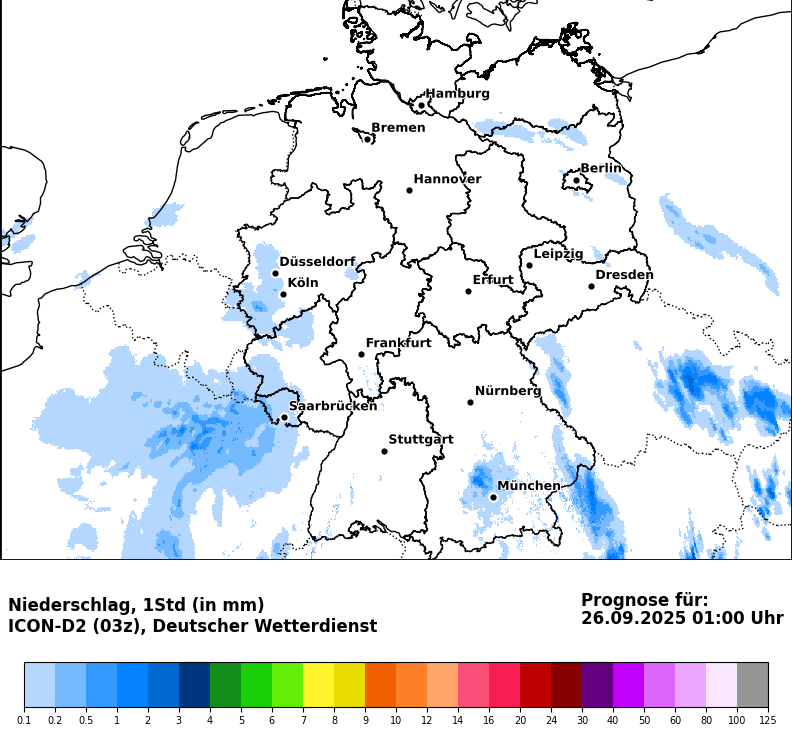 Hamburg
Bremen
Berlin
Hannover
Leipzig
Düsseldorf
Dresden
Köln
Erfurt
Frankfurt
Nürnberg
Saarbrücken
Stuttgart
München
Niederschlag, 1Std (in mm)
ICON-D2 (03z), Deutscher Wetterdienst
Prognose für:
26.09.2025 01:00 Uhr
0.1 0.2 0.5 1 2 3 4 5 6 7 8 9 10 12 14 16 20 24 30 40 50 60 80 100 125